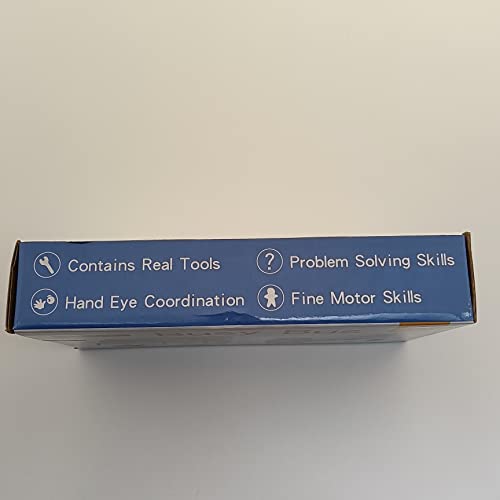 Contains Real Tools
? Problem Solving Skills
Hand Eye Coordination
Fine Motor Skills